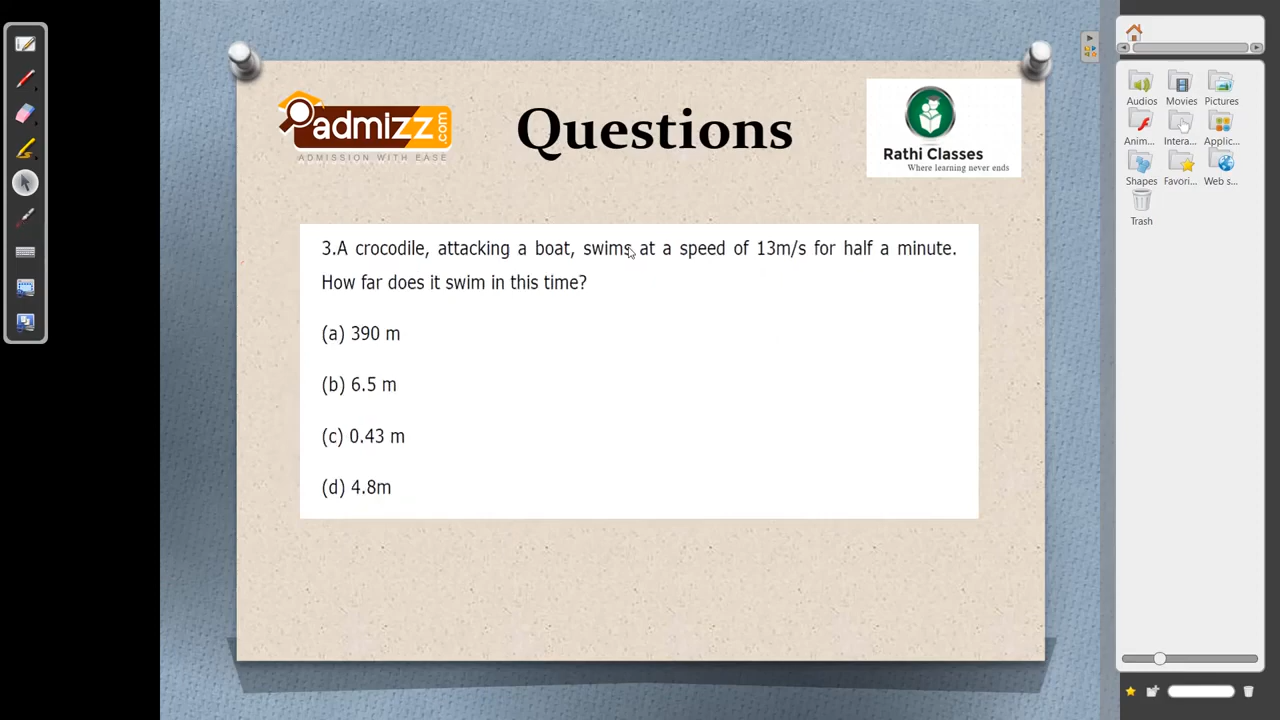 admizz.com
ADMISSION WITH EASE
Questions
Rathi Classes
Where learning never ends
3.A crocodile, attacking a boat, swims at a speed of 13m/s for half a minute.
How far does it swim in this time?
(a) 390 m
(b) 6.5 m
(c) 0.43 m
(d) 4.8m
Audios Movies Pictures
Anim... Intera... Applic...
Shapes Favori... Web s...
Trash